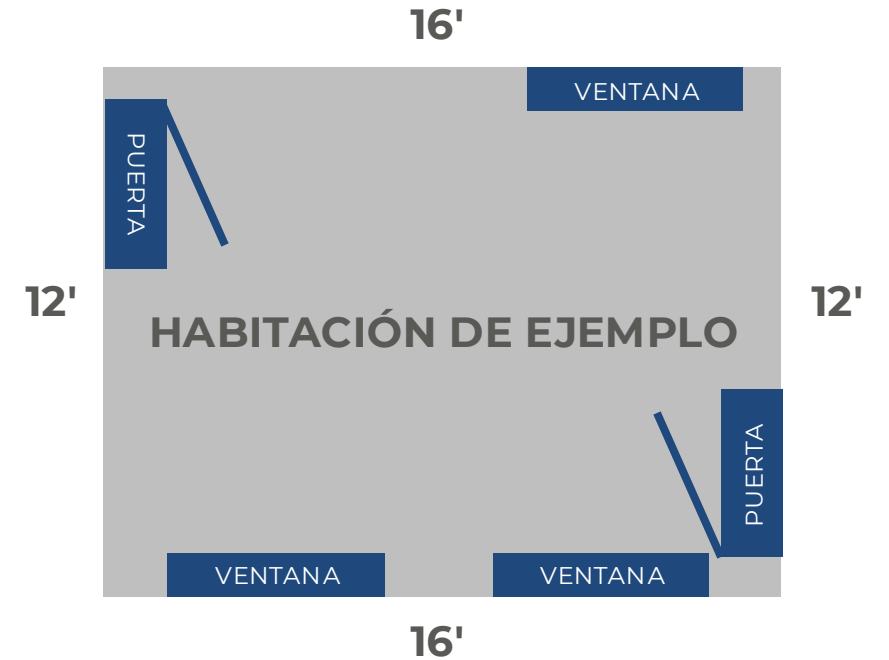 16'
VENTANA
PUERTA
12'
12'
HABITACIÓN DE EJEMPLO
PUERTA
VENTANA
VENTANA
16'